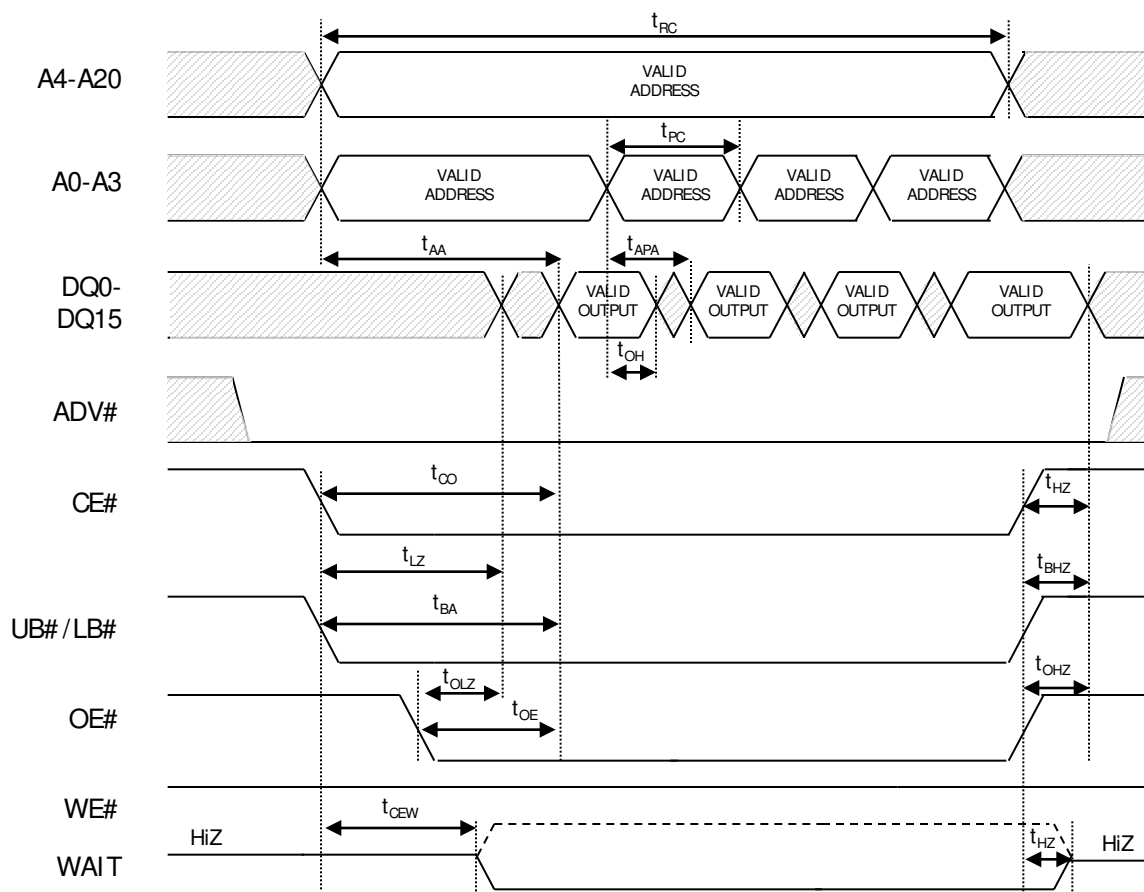 tRC
A4-A20
VALID
ADDRESS
tPC
A0-A3
VALID
ADDRESS
VALID
ADDRESS
VALID
ADDRESS
VALID
ADDRESS
tAA
tAPA
DQ0-
DQ15
VALID
OUTPUT
VALID
OUTPUT
VALID
OUTPUT
VALID
OUTPUT
tOH
ADV#
CE#
tCO
tHZ
tLZ
tBHZ
UB# / LB#
tBA
tOLZ
tOHZ
OE#
tOE
WE#
tCEW
HiZ
tHZ
HiZ
WAIT